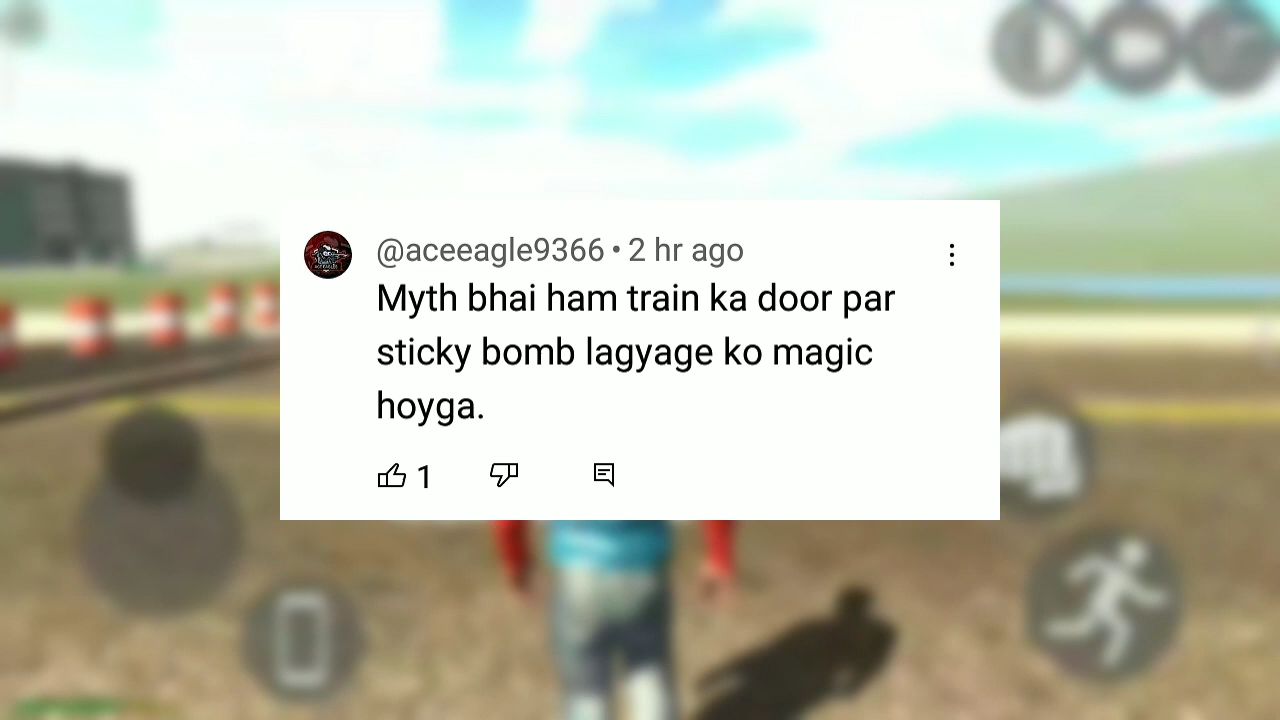 @aceeagle9366 • 2 hr ago
Myth bhai ham train ka door par
sticky bomb lagyage ko magic
hoyga.
1